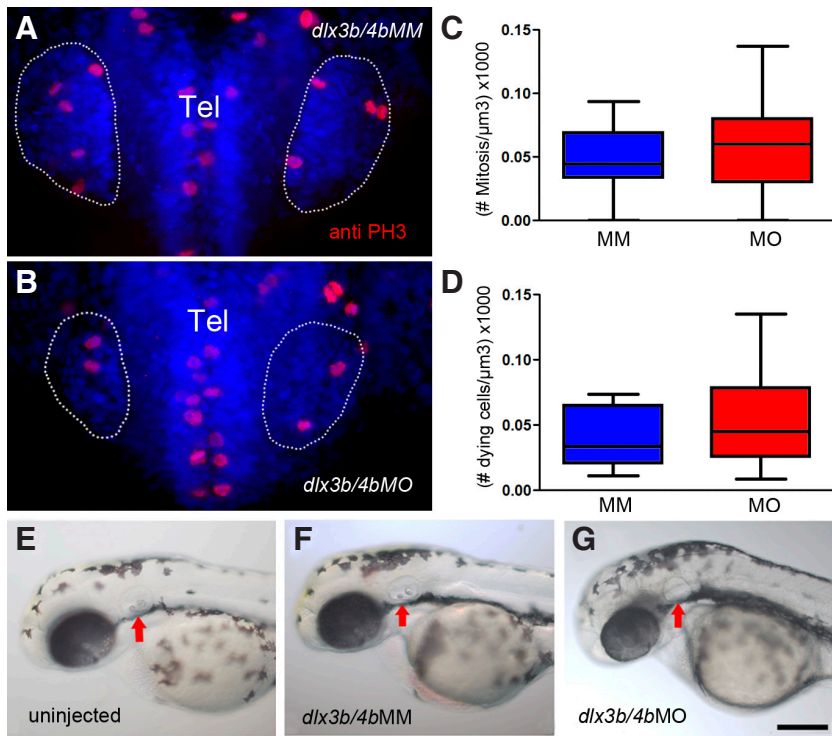 A
dlx3b/4bMM
Tel
anti PH3
B
Tel
dlx3b/4bMO
C
(# Mitosis/µm3) x1000
0.15
0.10
0.05
0.00
MM
MO
D
(# dying cells/µm3) x1000
0.15
0.10
0.05
0.00
MM
MO
E
uninjected
F
dlx3b/4bMM
G
dlx3b/4bMO